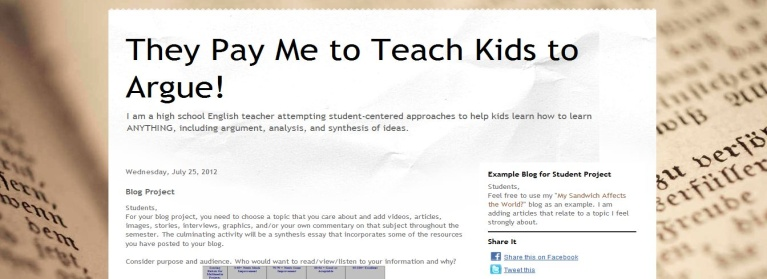 They Pay Me to Teach Kids to
Argue!
I am a high school English teacher attempting student-centered approaches to help kids learn how to learn
ANYTHING, including argument, analysis, and synthesis of ideas.
Wednesday, July 25, 2012
Blog Project
Students,
For your blog project, you need to choose a topic that you care about and add videos, articles,
images, stories, interviews, graphics, and/or your own commentary on that subject throughout the
semester. The culminating activity will be a synthesis essay that incorporates some of the resources
you have posted to your blog.
Consider purpose and audience. Who would want to read/view/listen to your information and why?
Example Blog for Student Project
Students,
Feel free to use my "My Sandwich Affects
the World?" blog as an example. I am
adding articles that relate to a topic I feel
strongly about.
Share it
Share this on Facebook
Tweet this